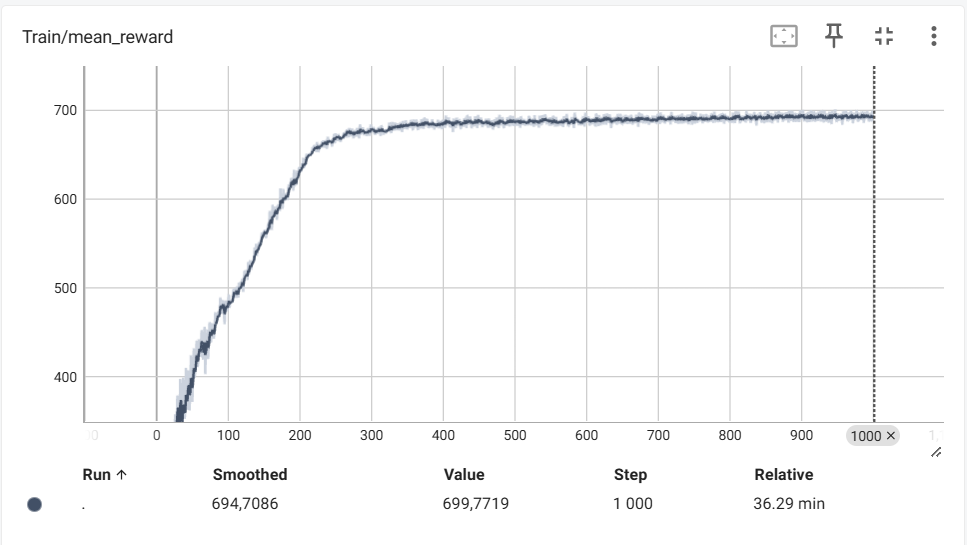 Train/mean_reward
700
600
500
400
0 100 200 300 400 500 600 700 800 900 1000 ×
Run ↑ Smoothed Value Step Relative
. 694,7086 699,7719 1 000 36.29 min